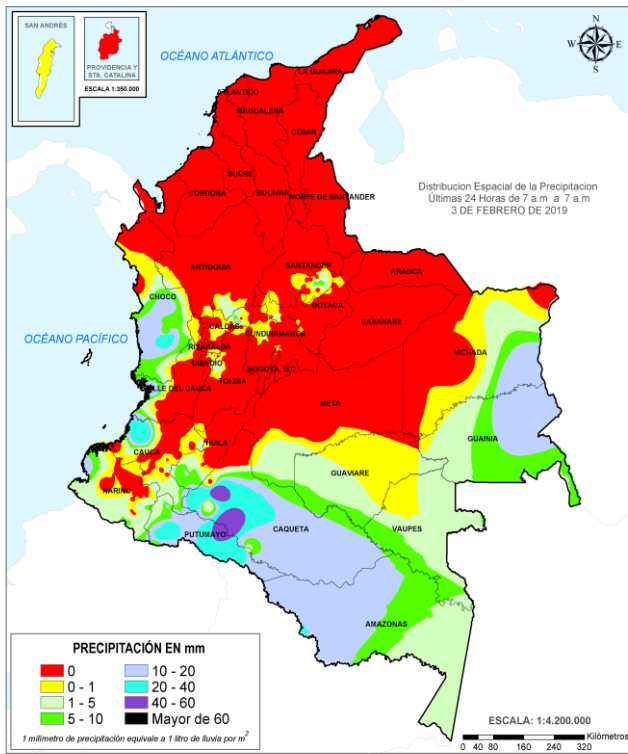 SAN ANDRÉS
PROVIDENCIA Y
STA. CATALINA
ESCALA 1:350.000
OCÉANO ATLÁNTICO
N
W E
S
LA GUAJIRA
ATLANTICO
MAGDALENA
CESAR
SUCRE
CORDOBA
BOLIVAR
NORTE DE SANTANDER
Distribucion Espacial de la Precipitacion
Últimas 24 Horas de 7 a.m a 7 a.m
3 DE FEBRERO DE 2019
ANTIOQUIA
SANTANDER
ARAUCA
CHOCO
BOYACA
CASANARE
CALDAS
CUNDINAMARCA
OCÉANO PACÍFICO
RISARALDA
VICHADA
QUINDIO
BOGOTA, D.C.
TOLIMA
VALLE DEL CAUCA
META
GUAINIA
HUILA
CAUCA
GUAVIARE
NARIÑO
CAQUETA
VAUPES
PUTUMAYO
AMAZONAS
PRECIPITACIÓN EN mm
0 10 - 20
0 - 1 20 - 40
1 - 5 40 - 60
5 - 10 Mayor de 60
1 milimetro de precipitación equivale a 1 litro de lluvia por m2
ESCALA: 1:4.200.000
Kilómetros
0 40 80 160 240 320